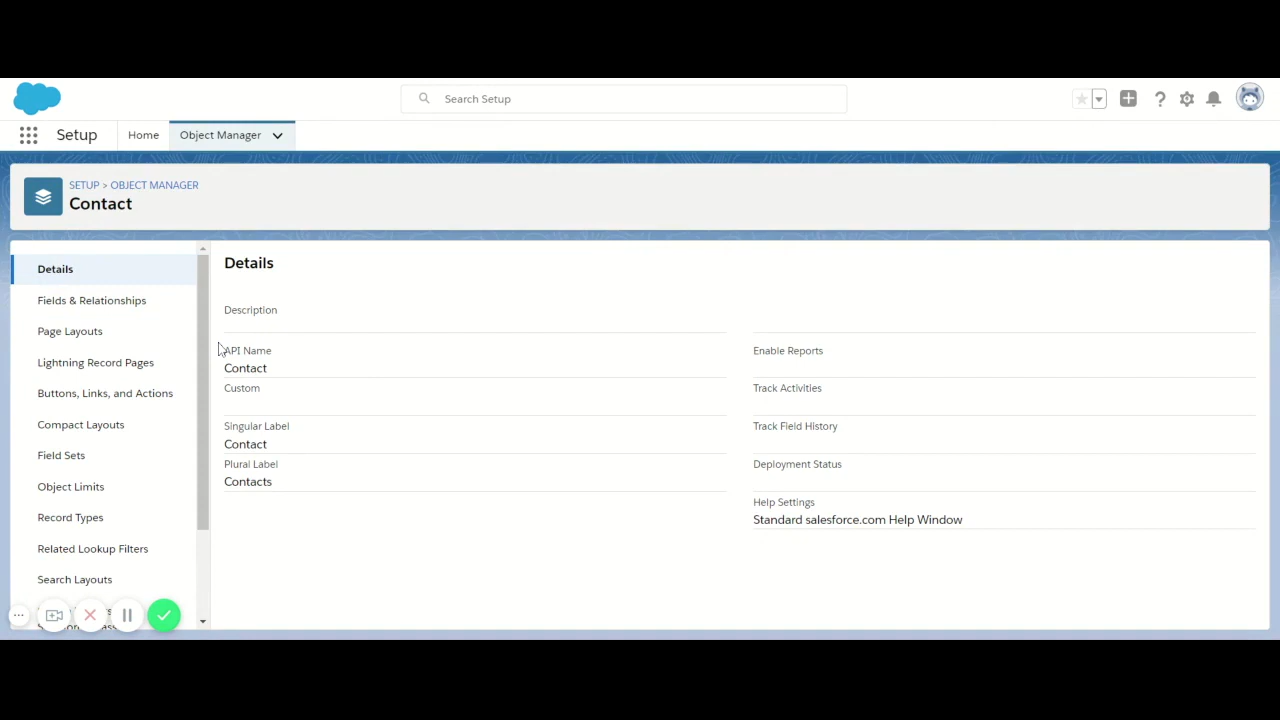 Search Setup
Setup
Home
Object Manager
SETUP > OBJECT MANAGER
Contact
Details
Fields & Relationships
Page Layouts
Lightning Record Pages
Buttons, Links, and Actions
Compact Layouts
Field Sets
Object Limits
Record Types
Related Lookup Filters
Search Layouts
Details
Description
API Name
Contact
Custom
Singular Label
Contact
Plural Label
Contacts
Enable Reports
Track Activities
Track Field History
Deployment Status
Help Settings
Standard salesforce.com Help Window